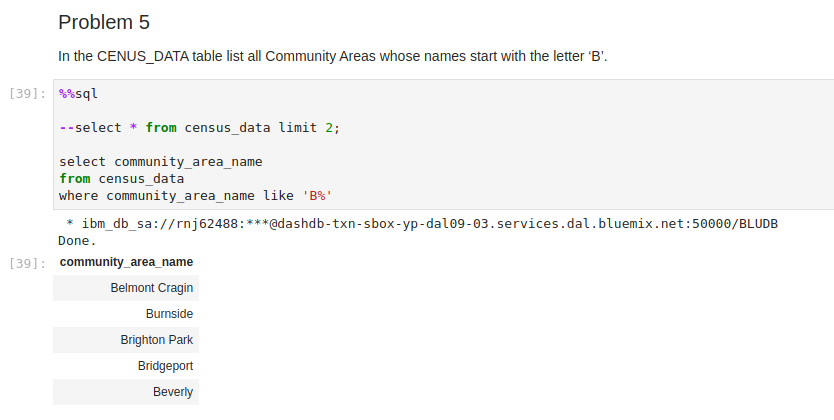 Problem 5
In the CENUS_DATA table list all Community Areas whose names start with the letter ‘B’.
[39]: %%sql
--select * from census_data limit 2;
select community_area_name
from census_data
where community_area_name like 'B%'
* ibm_db_sa://rnj62488:***@dashdb-txn-sbox-yp-dal09-03.services.dal.bluemix.net:50000/BLUDB
Done.
[39]: community_area_name
Belmont Cragin
Burnside
Brighton Park
Bridgeport
Beverly